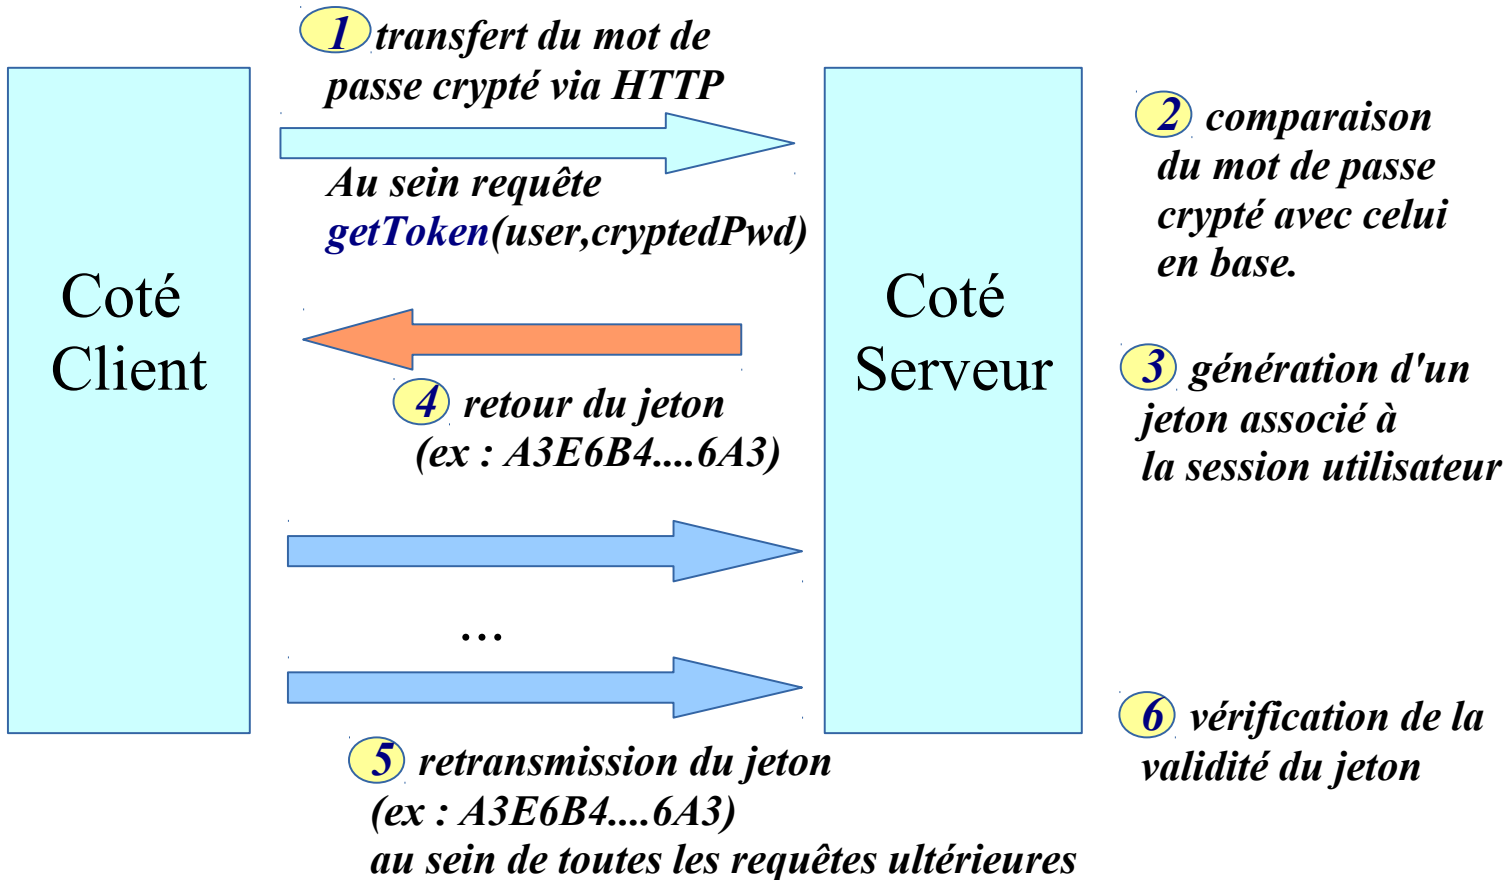 1 transfert du mot de
passe crypté via HTTP
Au sein requête
getToken(user,cryptedPwd)
2 comparaison
du mot de passe
crypté avec celui
en base.
Coté
Client
Coté
Serveur
3 génération d'un
jeton associé à
la session utilisateur
4 retour du jeton
(ex : A3E6B4....6A3)
...
5 retransmission du jeton
(ex : A3E6B4....6A3)
au sein de toutes les requêtes ultérieures
6 vérification de la
validité du jeton